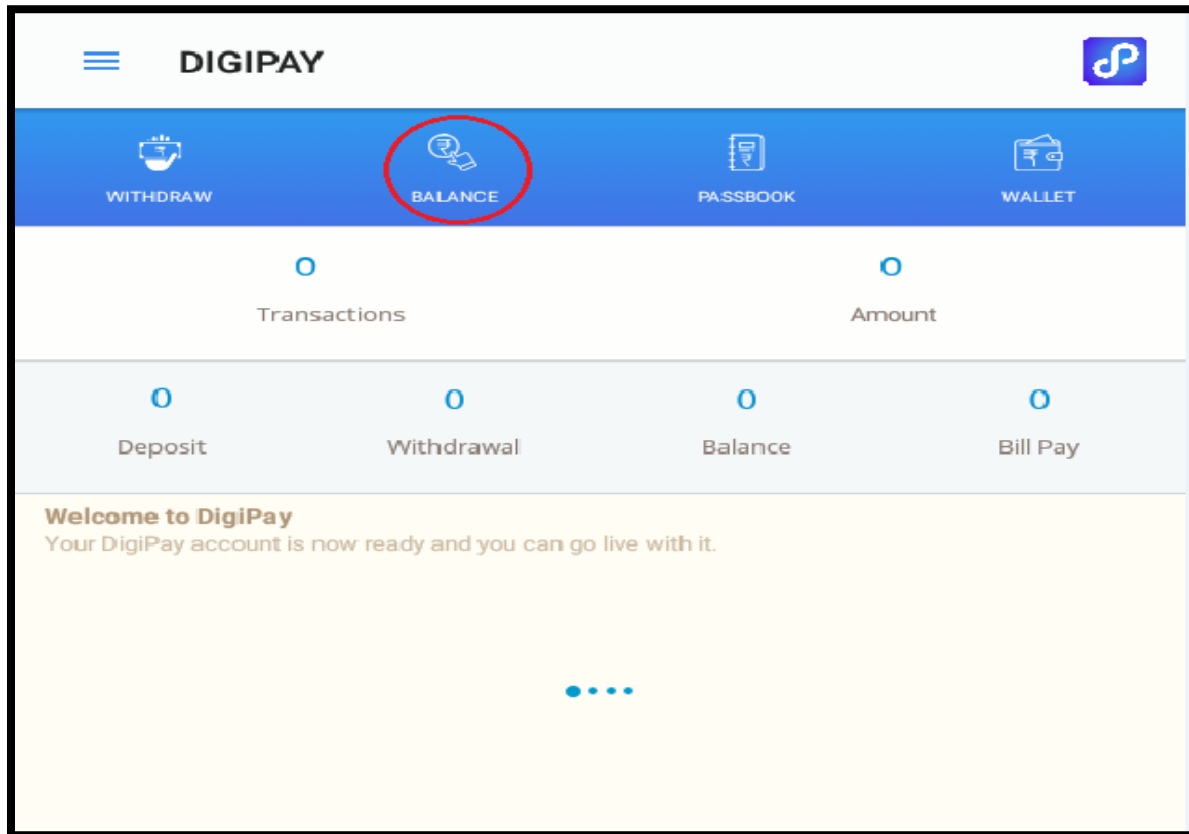 DIGIPAY
WITHDRAW BALANCE PASSBOOK WALLET
0 0
Transactions Amount
0 0 0 0
Deposit Withdrawal Balance Bill Pay
Welcome to DigiPay
Your DigiPay account is now ready and you can go live with it.